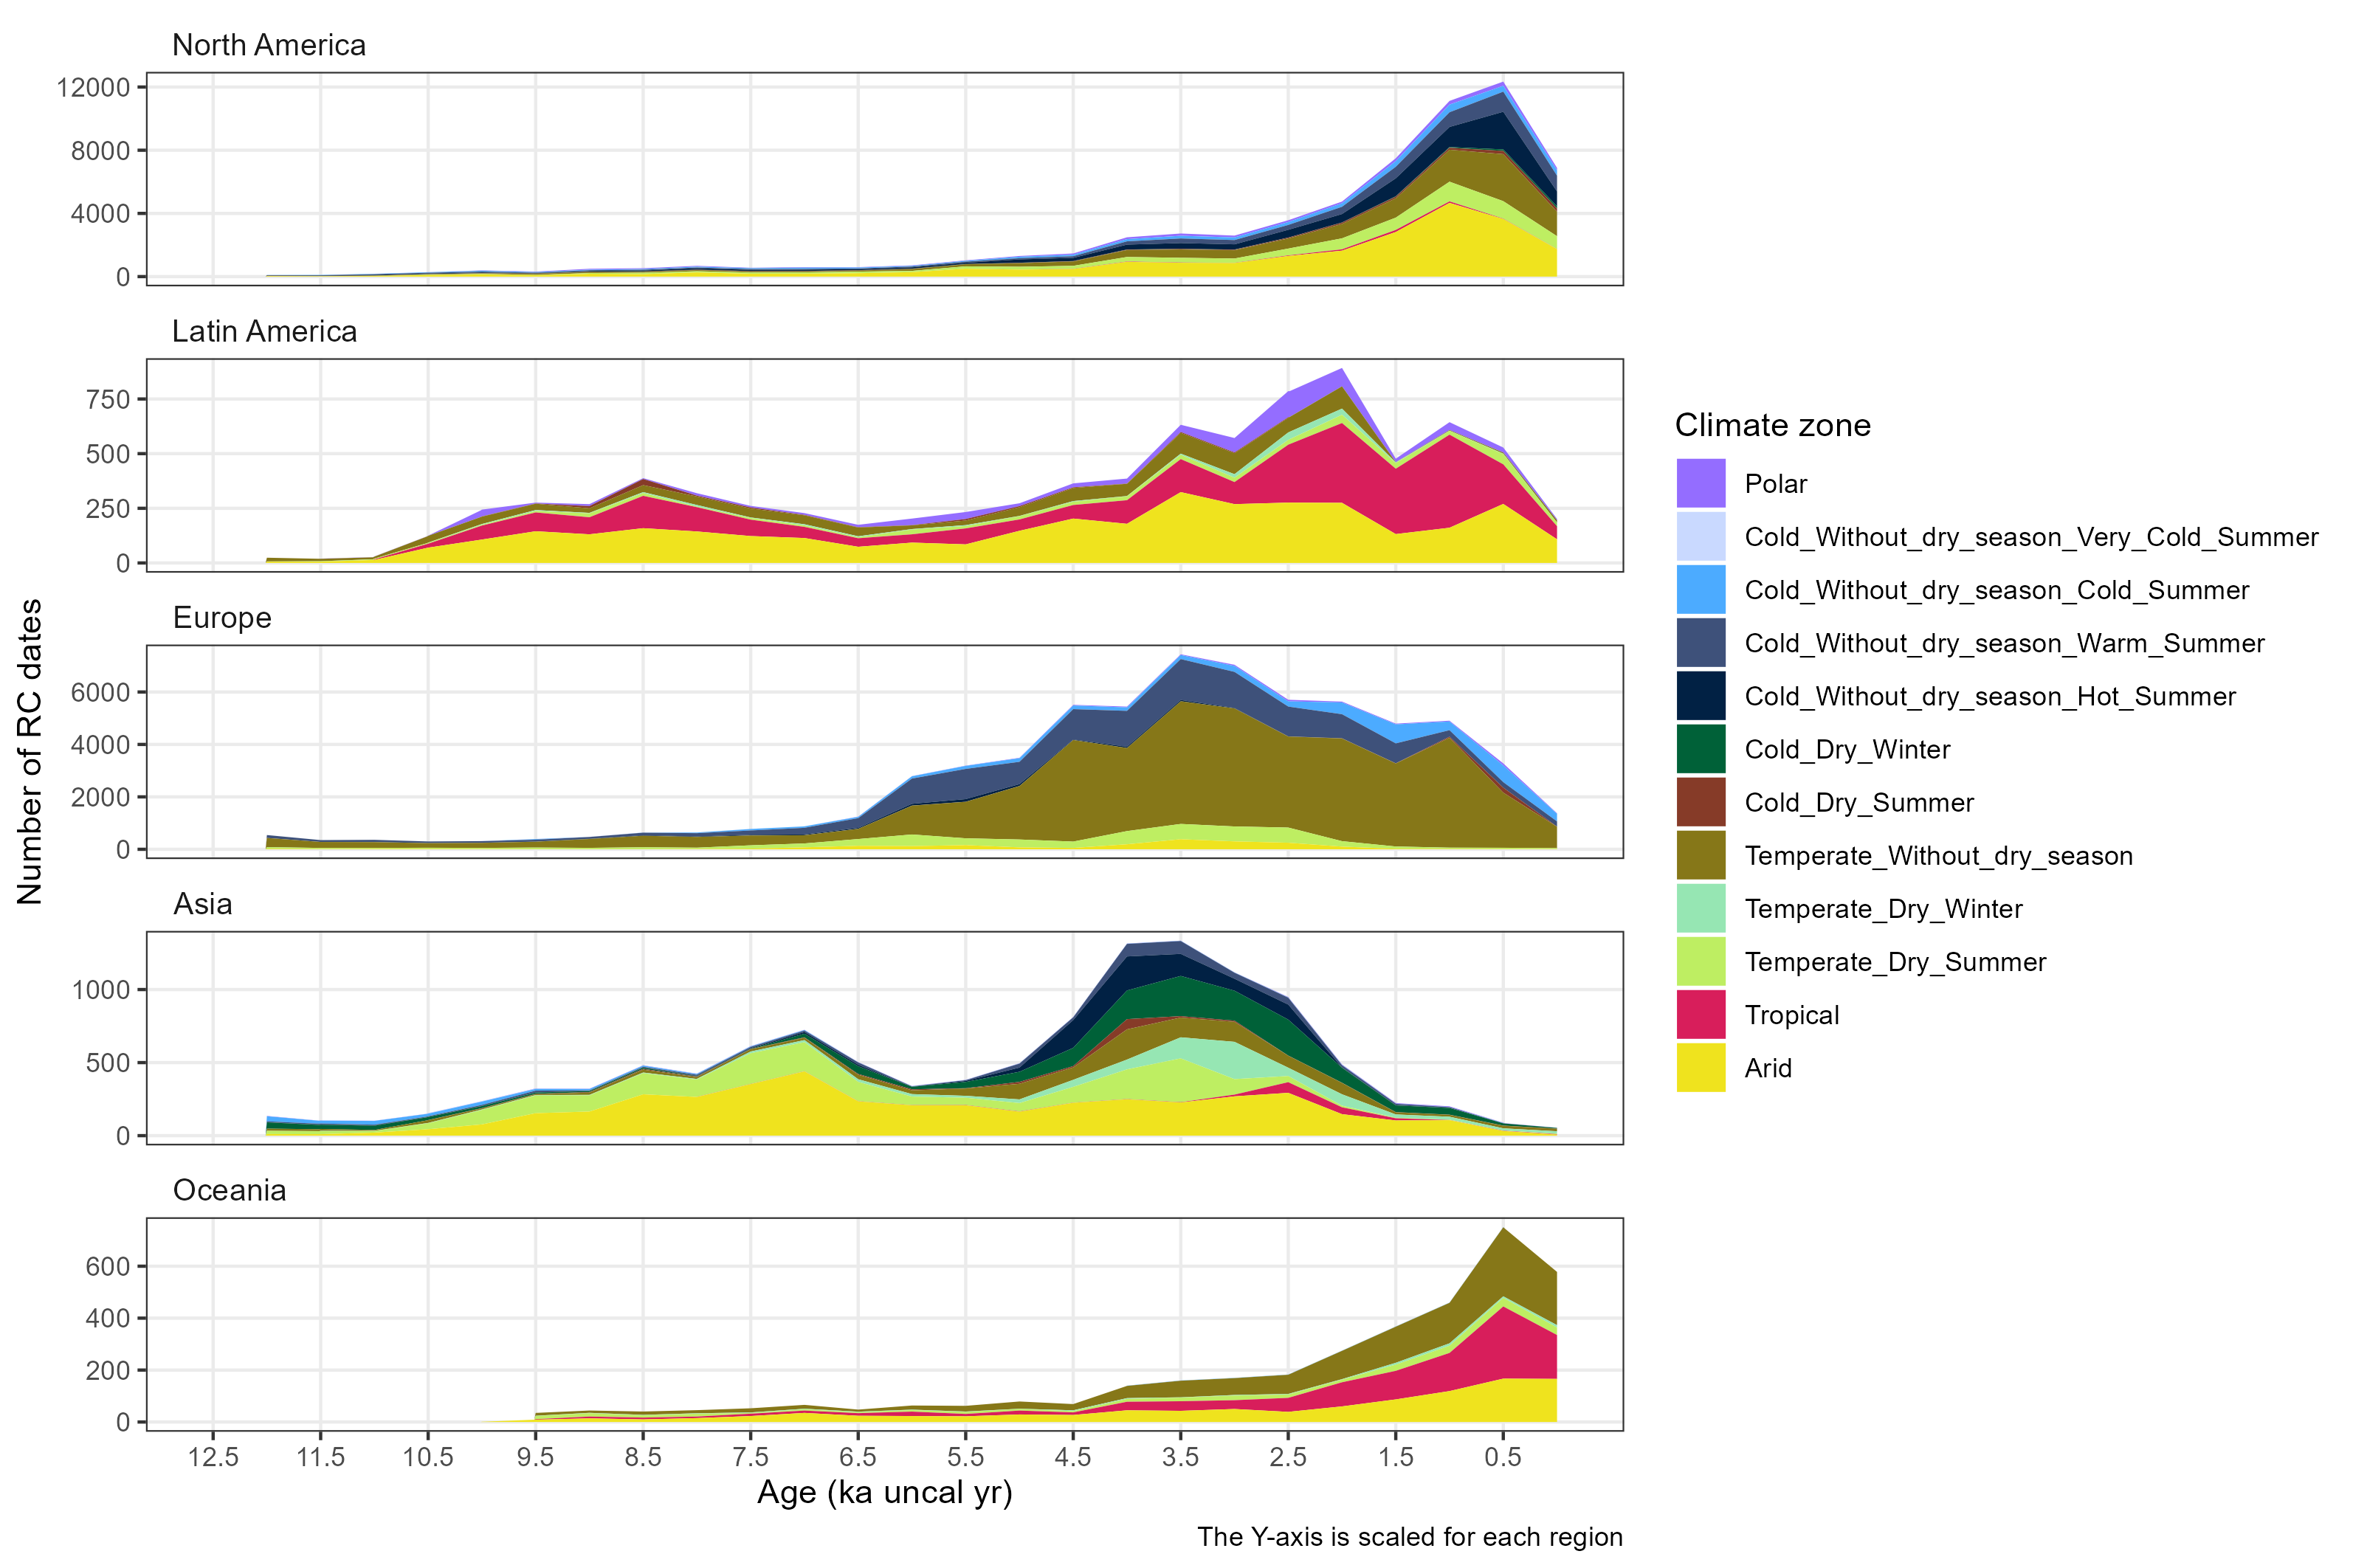 North America
12000
8000
4000
0
Latin America
750
500
250
0
Europe
6000
4000
2000
0
Asia
1000
500
0
Oceania
600
400
200
0
12.5 11.5 10.5 9.5 8.5 7.5 6.5 5.5 4.5 3.5 2.5 1.5 0.5
Age (ka uncal yr)
Number of RC dates
The Y-axis is scaled for each region
Climate zone
Polar
Cold_Without_dry_season_Very_Cold_Summer
Cold_Without_dry_season_Cold_Summer
Cold_Without_dry_season_Warm_Summer
Cold_Without_dry_season_Hot_Summer
Cold_Dry_Winter
Cold_Dry_Summer
Temperate_Without_dry_season
Temperate_Dry_Winter
Temperate_Dry_Summer
Tropical
Arid